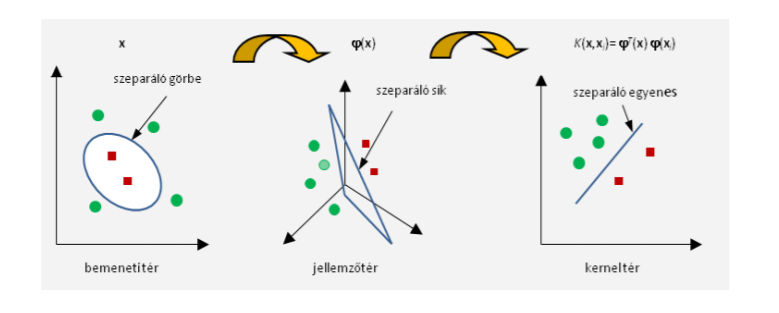 x
φ(x)
K(x,xᵢ)= φᵀ(x) φ(xᵢ)
szeparáló görbe
szeparáló sík
szeparáló egyenes
bemenetitér
jellemzőtér
kerneltér